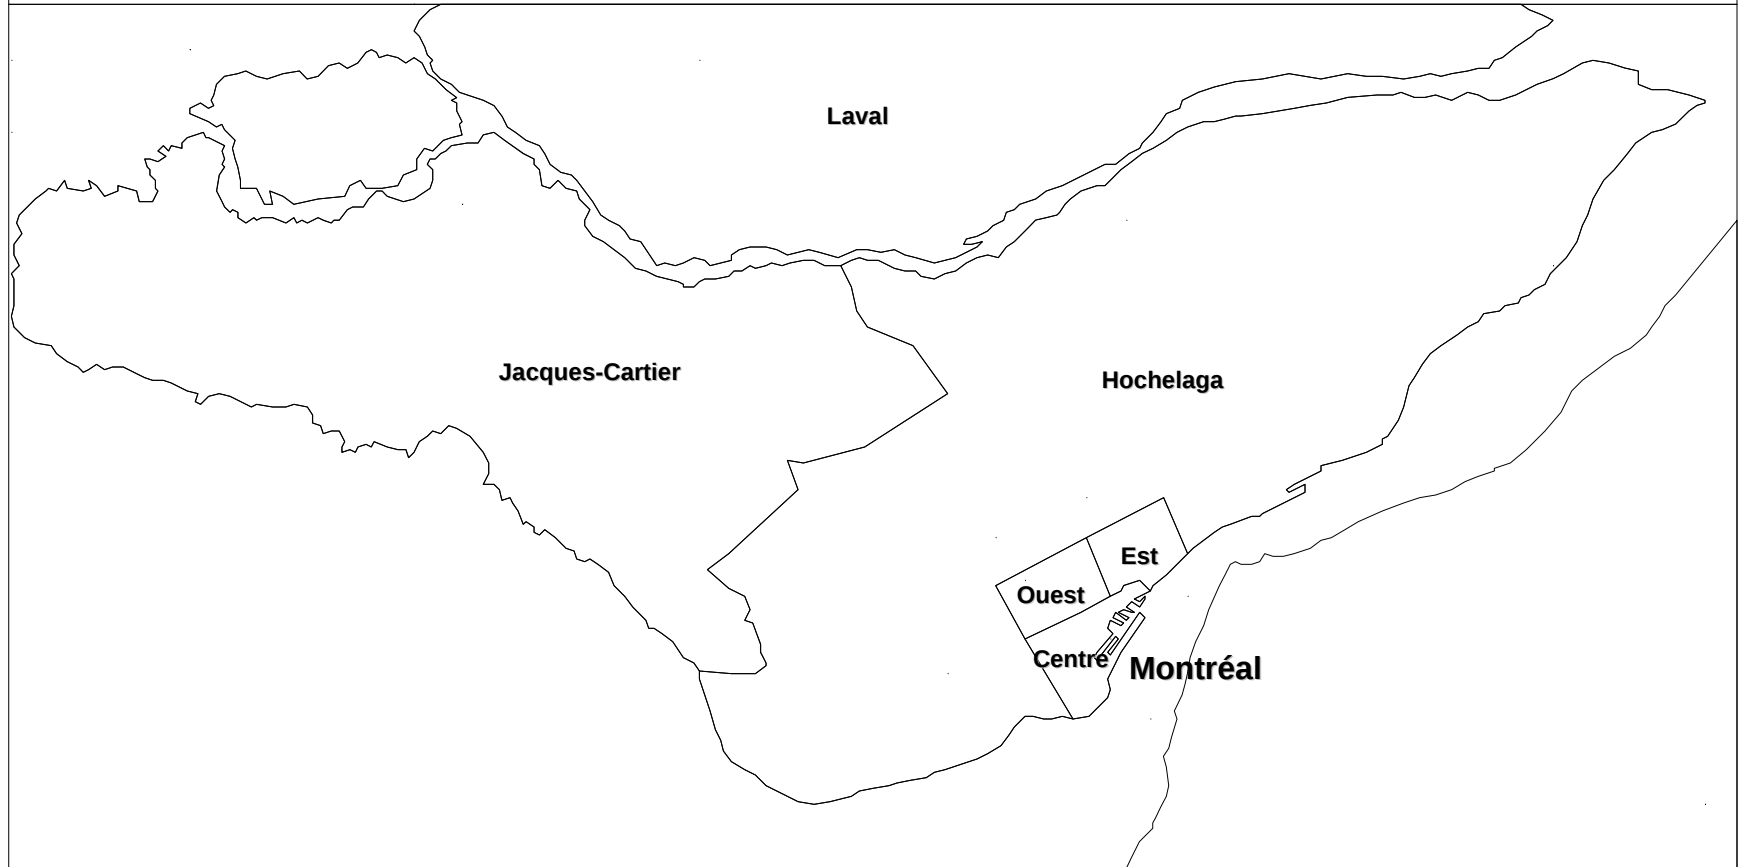 Laval
Jacques-Cartier
Hochelaga
Est
Ouest
Centre
Montréal